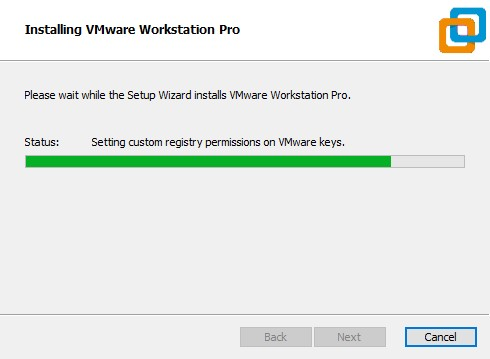 Installing VMware Workstation Pro
Please wait while the Setup Wizard installs VMware Workstation Pro.
Status: Setting custom registry permissions on VMware keys.
Back Next Cancel